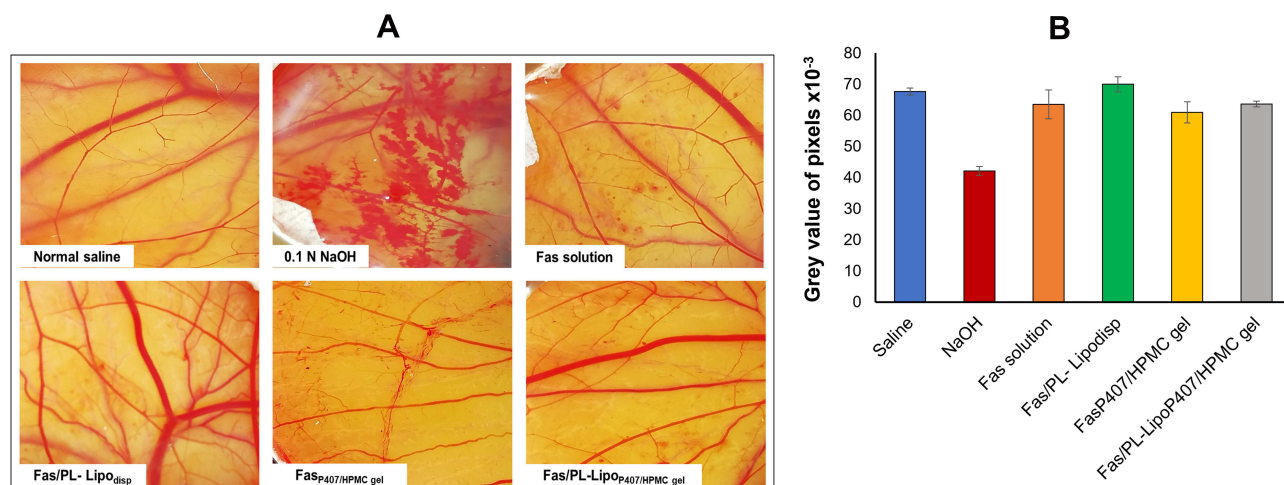 A
Normal saline
0.1 N NaOH
Fas solution
Fas/PL- Lipodisp
FasP407/HPMC gel
Fas/PL-LipoP407/HPMC gel
B
Grey value of pixels x10-3
80
70
60
50
40
30
20
10
0
Saline
NaOH
Fas solution
Fas/PL- Lipodisp
FasP407/HPMC gel
Fas/PL-LipoP407/HPMC gel